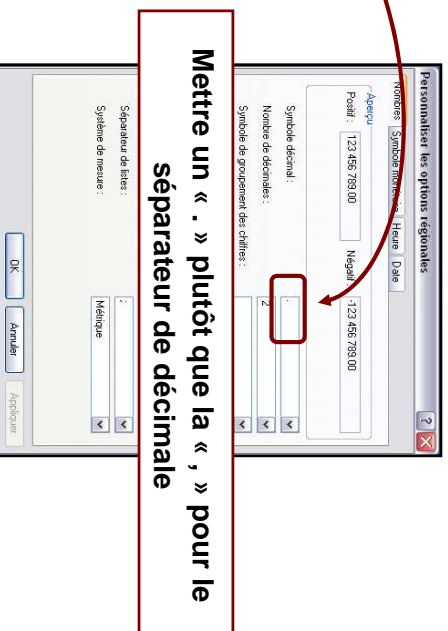 Personnaliser les options régionales
Nombres Symbole monétaire Heure Date
Aperçu
Positif : 123 456 789.00 Négatif : -123 456 789.00
Symbole décimal : .
Nombre de décimales : 2
Symbole de groupement des chiffres :
Mettre un « . » plutôt que la « , » pour le
séparateur de décimale
Séparateur de listes : ;
Système de mesure : Métrique
OK Annuler Appliquer